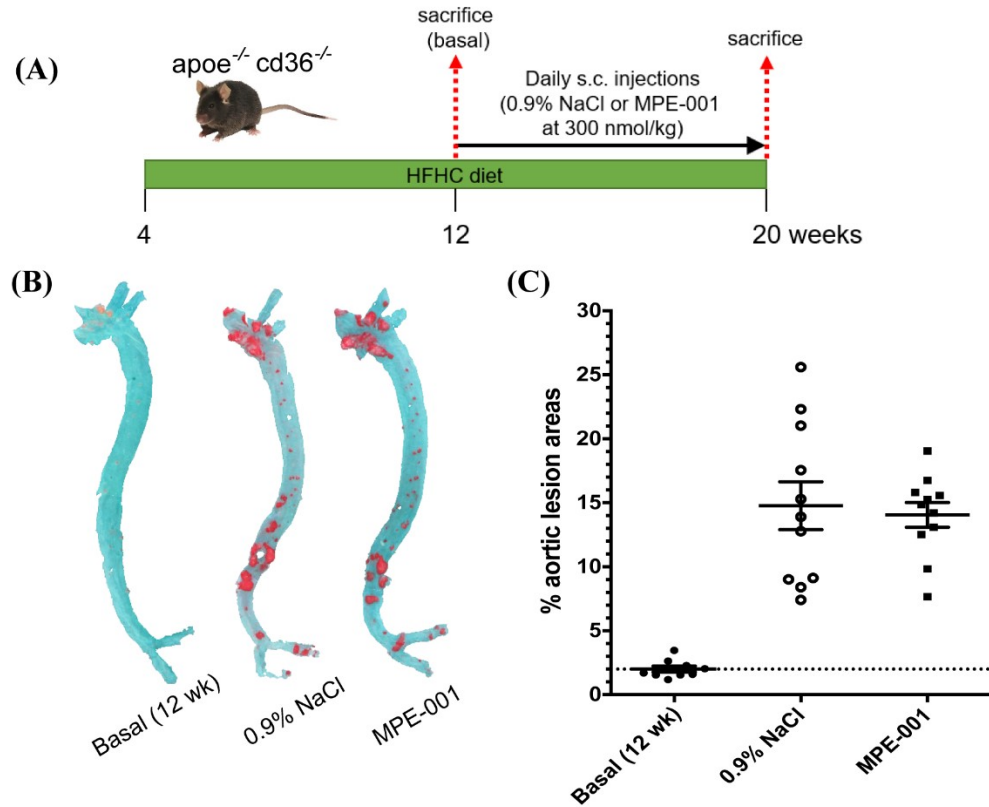 (A)
apoe-/- cd36-/-
sacrifice
(basal)
Daily s.c. injections
(0.9% NaCl or MPE-001
at 300 nmol/kg)
sacrifice
HFHC diet
4
12
20 weeks
(B)
Basal (12 wk)
0.9% NaCl
MPE-001
(C)
% aortic lesion areas
30
25
20
15
10
5
0
Basal (12 wk)
0.9% NaCl
MPE-001